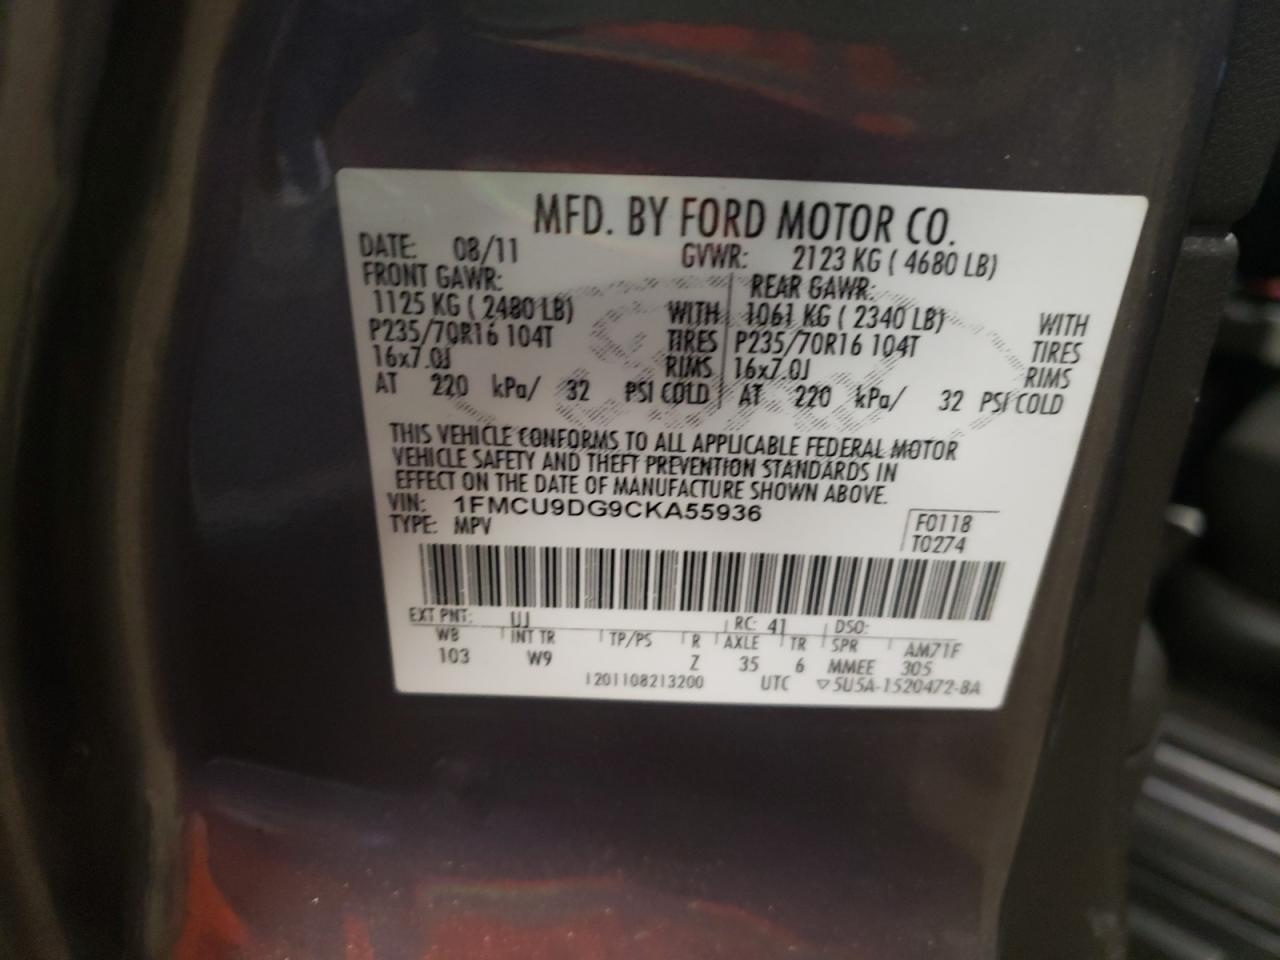 MFD. BY FORD MOTOR CO.
DATE: 08/11 GVWR: 2123 KG ( 4680 LB)
FRONT GAWR: REAR GAWR:
1125 KG ( 2480 LB) WITH 1061 KG ( 2340 LB) WITH
P235/70R16 104T TIRES P235/70R16 104T TIRES
16x7.0J RIMS 16x7.0J RIMS
AT 220 kPa/ 32 PSI COLD AT 220 kPa/ 32 PSI COLD
THIS VEHICLE CONFORMS TO ALL APPLICABLE FEDERAL MOTOR
VEHICLE SAFETY AND THEFT PREVENTION STANDARDS IN
EFFECT ON THE DATE OF MANUFACTURE SHOWN ABOVE.
VIN: 1FMCU9DG9CKA55936
TYPE: MPV F0118
T0274
EXT PNT: UJ RC: 41 DSO:
WB INT TR TP/PS R AXLE TR SPR AM71F
103 W9 Z 35 6 MMEE 305
1201108213200 UTC ▽5U5A-1520472-BA